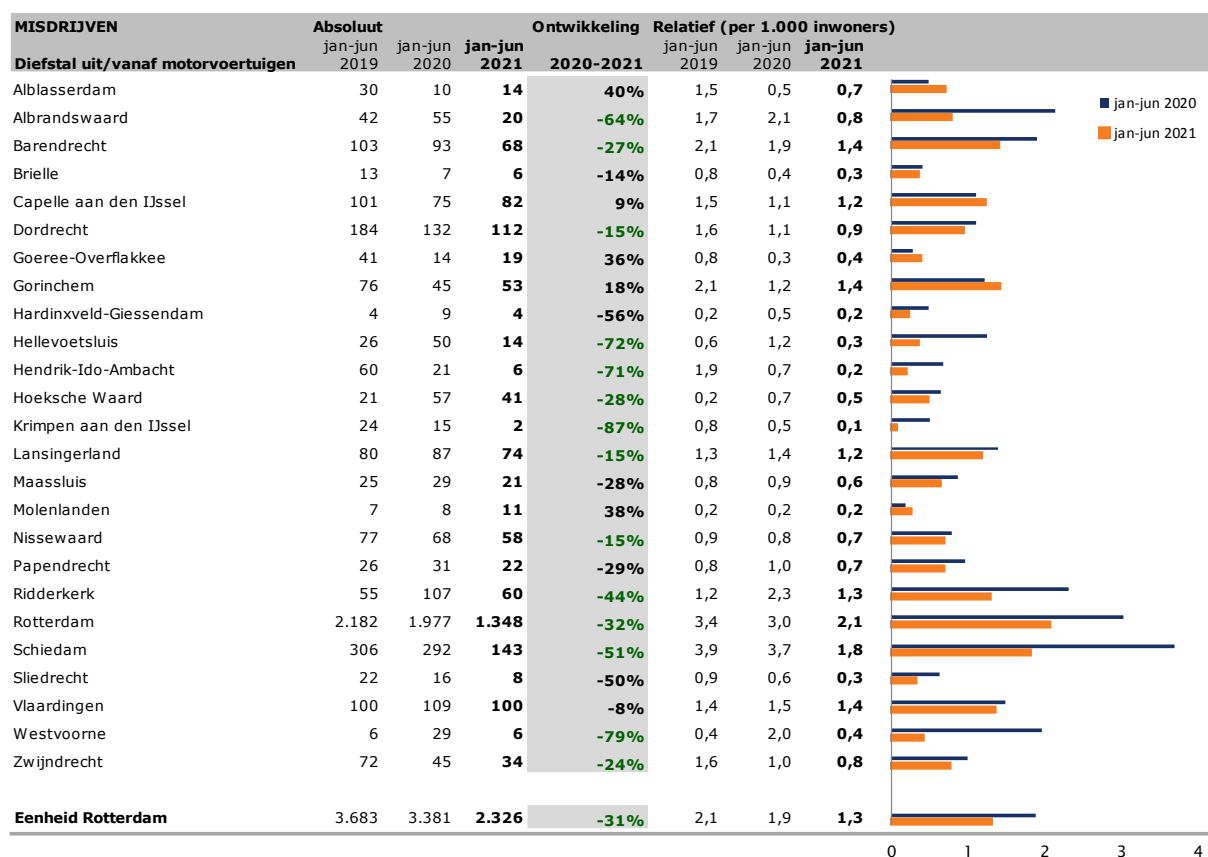 MISDRIJVEN Absoluut Ontwikkeling Relatief (per 1.000 inwoners)
jan-jun jan-jun jan-jun jan-jun jan-jun jan-jun
Diefstal uit/vanaf motorvoertuigen 2019 2020 2021 2020-2021 2019 2020 2021
Alblasserdam 30 10 14 40% 1,5 0,5 0,7
Albrandswaard 42 55 20 -64% 1,7 2,1 0,8
Barendrecht 103 93 68 -27% 2,1 1,9 1,4
Brielle 13 7 6 -14% 0,8 0,4 0,3
Capelle aan den IJssel 101 75 82 9% 1,5 1,1 1,2
Dordrecht 184 132 112 -15% 1,6 1,1 0,9
Goeree-Overflakkee 41 14 19 36% 0,8 0,3 0,4
Gorinchem 76 45 53 18% 2,1 1,2 1,4
Hardinxveld-Giessendam 4 9 4 -56% 0,2 0,5 0,2
Hellevoetsluis 26 50 14 -72% 0,6 1,2 0,3
Hendrik-Ido-Ambacht 60 21 6 -71% 1,9 0,7 0,2
Hoeksche Waard 21 57 41 -28% 0,2 0,7 0,5
Krimpen aan den IJssel 24 15 2 -87% 0,8 0,5 0,1
Lansingerland 80 87 74 -15% 1,3 1,4 1,2
Maassluis 25 29 21 -28% 0,8 0,9 0,6
Molenlanden 7 8 11 38% 0,2 0,2 0,2
Nissewaard 77 68 58 -15% 0,9 0,8 0,7
Papendrecht 26 31 22 -29% 0,8 1,0 0,7
Ridderkerk 55 107 60 -44% 1,2 2,3 1,3
Rotterdam 2.182 1.977 1.348 -32% 3,4 3,0 2,1
Schiedam 306 292 143 -51% 3,9 3,7 1,8
Sliedrecht 22 16 8 -50% 0,9 0,6 0,3
Vlaardingen 100 109 100 -8% 1,4 1,5 1,4
Westvoorne 6 29 6 -79% 0,4 2,0 0,4
Zwijndrecht 72 45 34 -24% 1,6 1,0 0,8
Eenheid Rotterdam 3.683 3.381 2.326 -31% 2,1 1,9 1,3
jan-jun 2020
jan-jun 2021
0 1 2 3 4